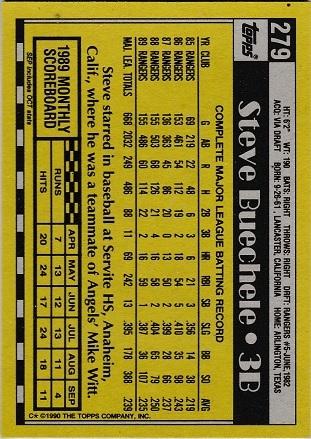 279
Topps
Steve Buechele • 3B
HT: 6'2" WT: 190 BATS: RIGHT THROWS: RIGHT DRAFT: RANGERS #5-JUNE, 1982
ACQ: VIA DRAFT BORN: 9-26-61, LANCASTER, CALIFORNIA HOME: ARLINGTON, TEXAS
COMPLETE MAJOR LEAGUE BATTING RECORD
YR CLUB G AB R H 2B 3B HR RBI SB SLG BB SO AVG
85 RANGERS 69 219 22 48 6 3 6 21 3 .356 14 38 .219
86 RANGERS 153 461 54 112 19 2 18 54 5 .410 35 98 .243
87 RANGERS 136 363 45 86 20 0 13 50 2 .399 28 66 .237
88 RANGERS 155 503 68 126 21 4 16 58 2 .404 65 79 .250
89 RANGERS 155 486 60 114 22 2 16 59 1 .387 36 107 .235
MAJ. LEA. TOTALS 668 2032 249 486 88 11 69 242 13 .395 178 388 .239
Steve starred in baseball at Servite HS, Anaheim,
Calif., where he was a teammate of Angels' Mike Witt.
1989 MONTHLY
SCOREBOARD
SEP includes OCT stats
APR MAY JUN JUL AUG SEP
RUNS 7 13 12 11 13 4
HITS 20 24 17 24 18 11
C* ©1990 THE TOPPS COMPANY, INC.